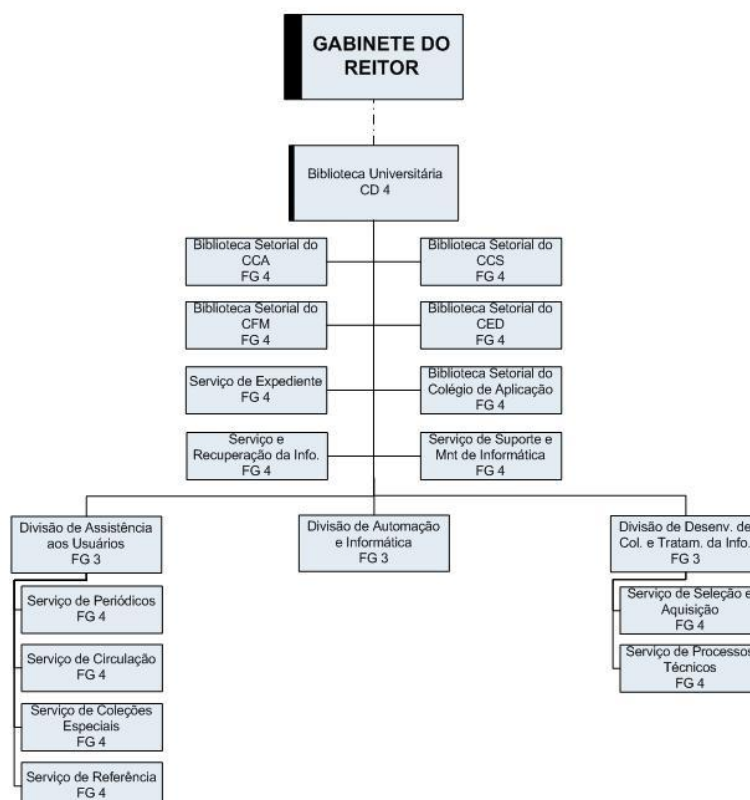 GABINETE DO
REITOR
Biblioteca Universitária
CD 4
Biblioteca Setorial do
CCA
FG 4
Biblioteca Setorial do
CCS
FG 4
Biblioteca Setorial do
CFM
FG 4
Biblioteca Setorial do
CED
FG 4
Serviço de Expediente
FG 4
Biblioteca Setorial do
Colégio de Aplicação
FG 4
Serviço e
Recuperação da Info.
FG 4
Serviço de Suporte e
Mnt de Informática
FG 4
Divisão de Assistência
aos Usuários
FG 3
Divisão de Automação
e Informática
FG 3
Divisão de Desenv. de
Col. e Tratam. da Info.
FG 3
Serviço de Periódicos
FG 4
Serviço de Circulação
FG 4
Serviço de Coleções
Especiais
FG 4
Serviço de Referência
FG 4
Serviço de Seleção e
Aquisição
FG 4
Serviço de Processos
Técnicos
FG 4